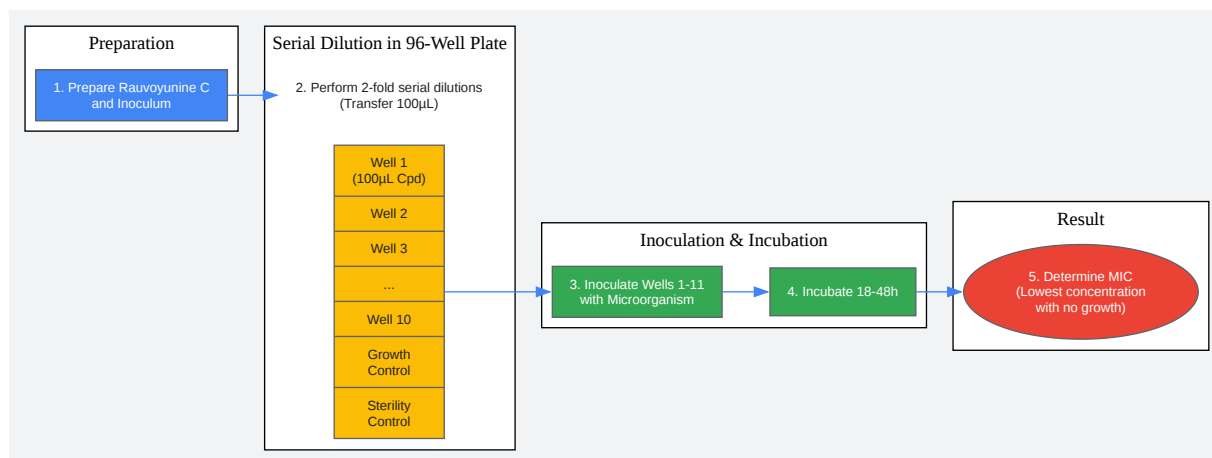 Preparation
1. Prepare Rauvoyunine C
and Inoculum
Serial Dilution in 96-Well Plate
2. Perform 2-fold serial dilutions
(Transfer 100µL)
Well 1
(100µL Cpd)
Well 2
Well 3
...
Well 10
Growth
Control
Sterility
Control
Inoculation & Incubation
3. Inoculate Wells 1-11
with Microorganism
4. Incubate 18-48h
Result
5. Determine MIC
(Lowest concentration
with no growth)